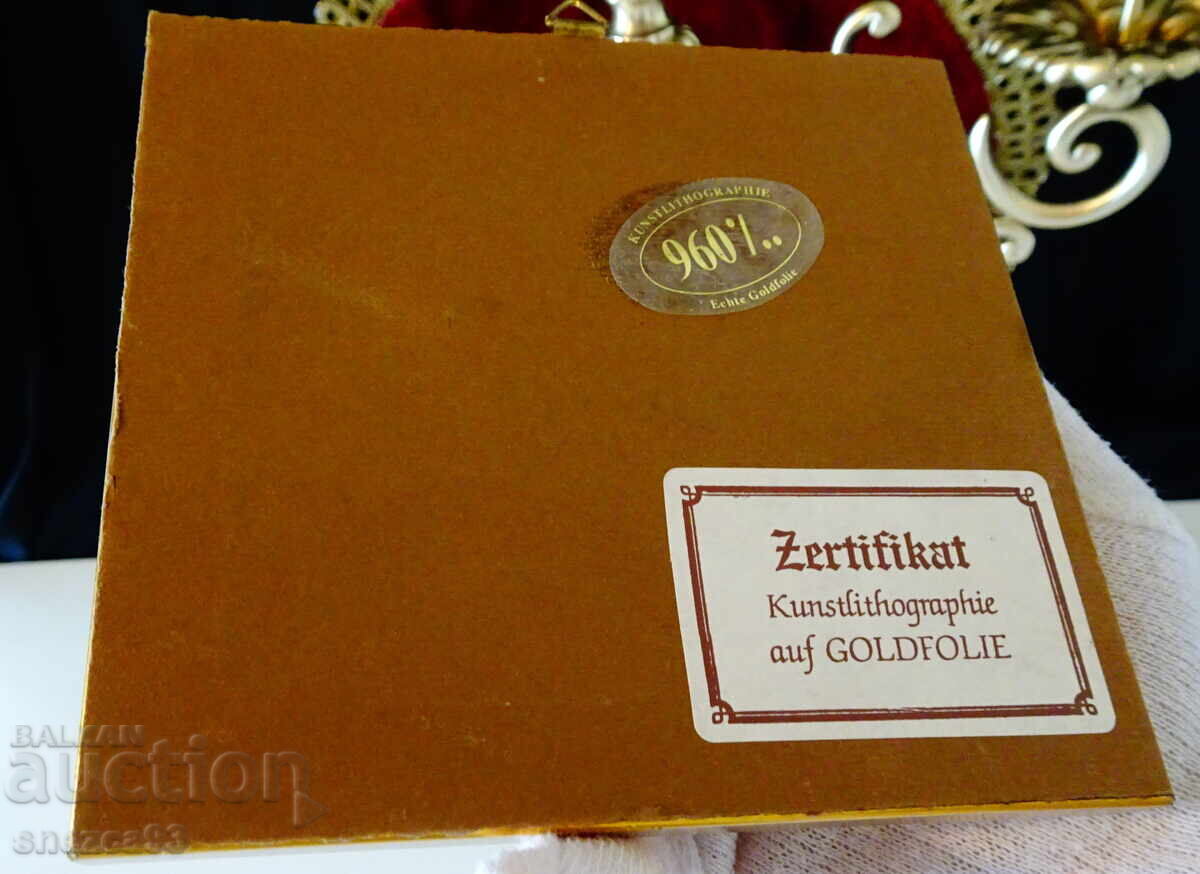 KUNSTLITHOGRAPHIE
960%..
Echte Goldfolie
Zertifikat
Kunstlithographie
auf GOLDFOLIE
BALKAN
auction
snezca93